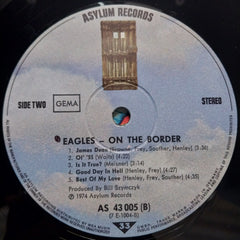 ASYLUM RECORDS
SIDE TWO
GEMA
STEREO
EAGLES – ON THE BORDER
1. James Dean (Browne, Frey, Souther, Henley) 3:36)
2. Ol' '55 (Waits) (4:22)
3. Is It True? (Meisner) (3:14)
4. Good Day In Hell (Henley, Frey) (4:25)
5. Best Of My Love (Henley, Frey, Souther) (4:35)
Produced by Bill Szymczyk
℗ 1974 Asylum Records
AS 43 005 (B)
(7 E-1004-B)
33